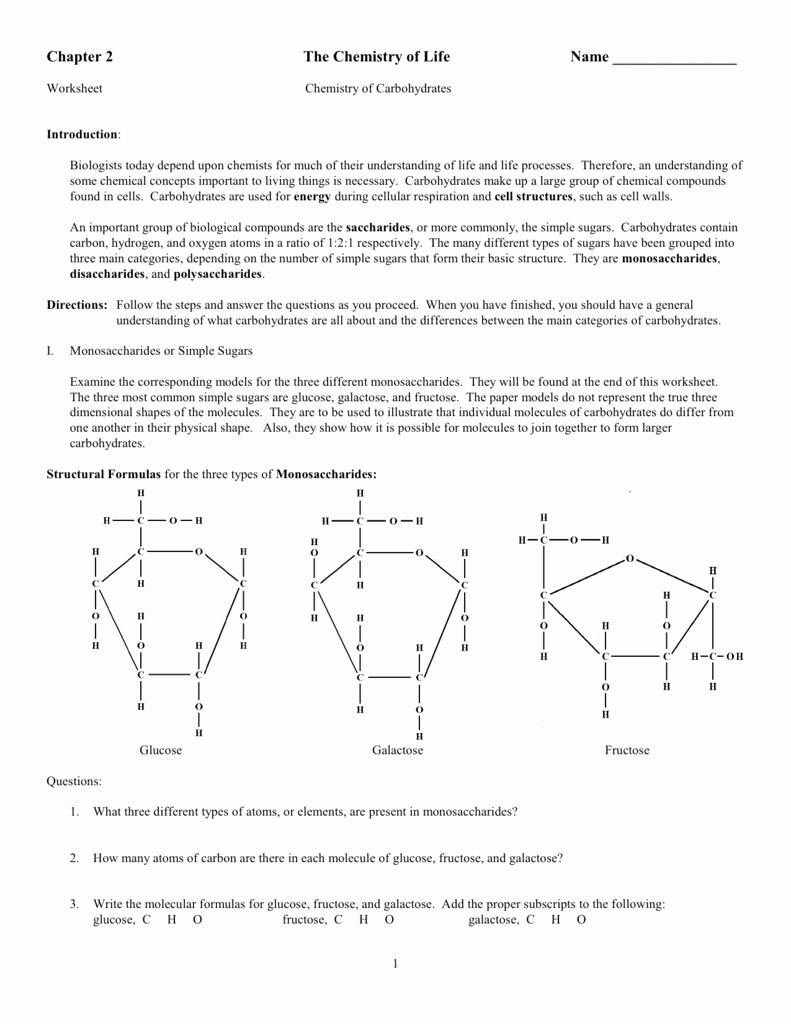 Chapter 2 The Chemistry of Life Name ________________
Worksheet Chemistry of Carbohydrates
Introduction:
Biologists today depend upon chemists for much of their understanding of life and life processes. Therefore, an understanding of
some chemical concepts important to living things is necessary. Carbohydrates make up a large group of chemical compounds
found in cells. Carbohydrates are used for energy during cellular respiration and cell structures, such as cell walls.
An important group of biological compounds are the saccharides, or more commonly, the simple sugars. Carbohydrates contain
carbon, hydrogen, and oxygen atoms in a ratio of 1:2:1 respectively. The many different types of sugars have been grouped into
three main categories, depending on the number of simple sugars that form their basic structure. They are monosaccharides,
disaccharides, and polysaccharides.
Directions: Follow the steps and answer the questions as you proceed. When you have finished, you should have a general
understanding of what carbohydrates are all about and the differences between the main categories of carbohydrates.
I. Monosaccharides or Simple Sugars
Examine the corresponding models for the three different monosaccharides. They will be found at the end of this worksheet.
The three most common simple sugars are glucose, galactose, and fructose. The paper models do not represent the true three
dimensional shapes of the molecules. They are to be used to illustrate that individual molecules of carbohydrates do differ from
one another in their physical shape. Also, they show how it is possible for molecules to join together to form larger
carbohydrates.
Structural Formulas for the three types of Monosaccharides:
H
H C O H
H C O H
C H C
O H O
H O H H
C C
H O
H
Glucose
H
H C O H
H
O C O H
C H C
H H O
O H H
C C
H O
H
Galactose
H
H C O H
O
H
C H C
O H O
H C C H C OH
O H H
H
Fructose
Questions:
1. What three different types of atoms, or elements, are present in monosaccharides?
2. How many atoms of carbon are there in each molecule of glucose, fructose, and galactose?
3. Write the molecular formulas for glucose, fructose, and galactose. Add the proper subscripts to the following:
glucose, C H O fructose, C H O galactose, C H O
1